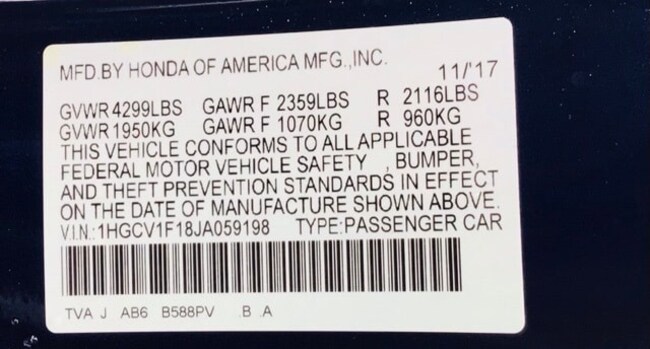 MFD.BY HONDA OF AMERICA MFG.,INC. 11/'17
GVWR 4299LBS GAWR F 2359LBS R 2116LBS
GVWR 1950KG GAWR F 1070KG R 960KG
THIS VEHICLE CONFORMS TO ALL APPLICABLE
FEDERAL MOTOR VEHICLE SAFETY , BUMPER,
AND THEFT PREVENTION STANDARDS IN EFFECT
ON THE DATE OF MANUFACTURE SHOWN ABOVE.
V.I.N.:1HGCV1F18JA059198 TYPE:PASSENGER CAR
TVA J AB6 B588PV .B .A